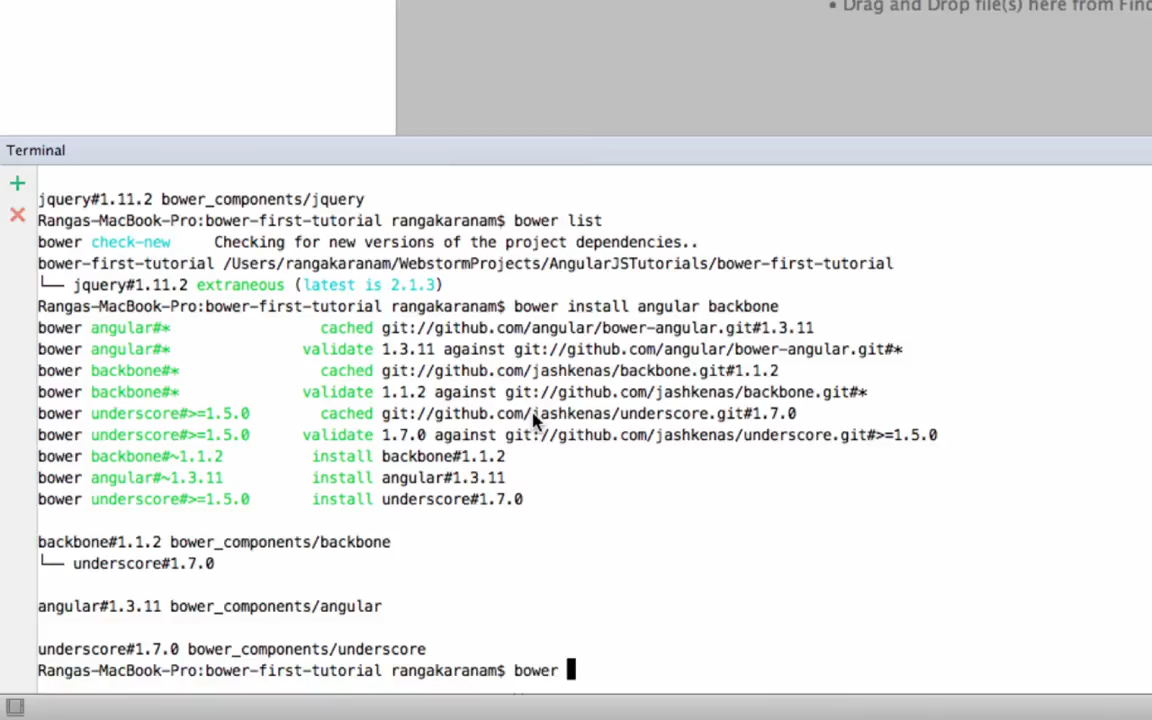 • Drag and Drop file(s) here from Find
Terminal
jquery#1.11.2 bower_components/jquery
Rangas-MacBook-Pro:bower-first-tutorial rangakaranam$ bower list
bower check-new     Checking for new versions of the project dependencies..
bower-first-tutorial /Users/rangakaranam/WebstormProjects/AngularJSTutorials/bower-first-tutorial
└── jquery#1.11.2 extraneous (latest is 2.1.3)
Rangas-MacBook-Pro:bower-first-tutorial rangakaranam$ bower install angular backbone
bower angular#*                 cached git://github.com/angular/bower-angular.git#1.3.11
bower angular#*               validate 1.3.11 against git://github.com/angular/bower-angular.git#*
bower backbone#*                cached git://github.com/jashkenas/backbone.git#1.1.2
bower backbone#*              validate 1.1.2 against git://github.com/jashkenas/backbone.git#*
bower underscore#>=1.5.0        cached git://github.com/jashkenas/underscore.git#1.7.0
bower underscore#>=1.5.0      validate 1.7.0 against git://github.com/jashkenas/underscore.git#>=1.5.0
bower backbone#~1.1.2          install backbone#1.1.2
bower angular#~1.3.11          install angular#1.3.11
bower underscore#>=1.5.0       install underscore#1.7.0
backbone#1.1.2 bower_components/backbone
└── underscore#1.7.0
angular#1.3.11 bower_components/angular
underscore#1.7.0 bower_components/underscore
Rangas-MacBook-Pro:bower-first-tutorial rangakaranam$ bower